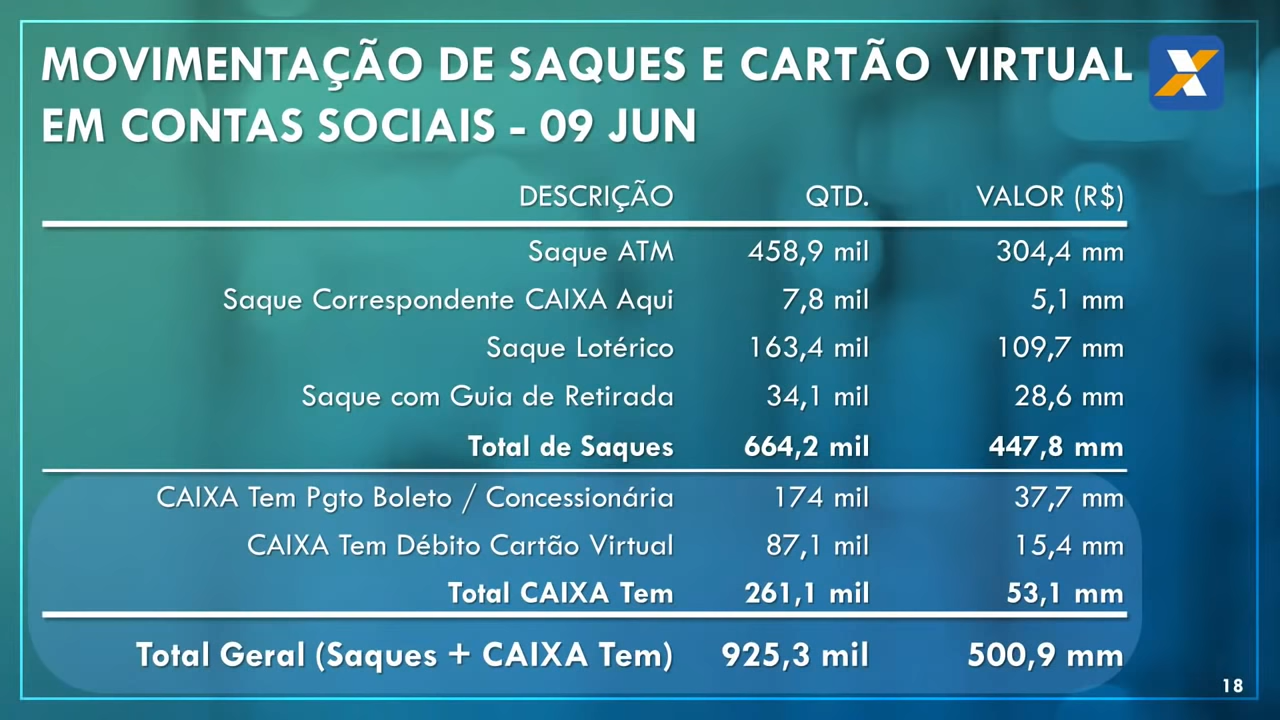 MOVIMENTAÇÃO DE SAQUES E CARTÃO VIRTUAL
EM CONTAS SOCIAIS - 09 JUN
DESCRIÇÃO QTD. VALOR (R$)
Saque ATM 458,9 mil 304,4 mm
Saque Correspondente CAIXA Aqui 7,8 mil 5,1 mm
Saque Lotérico 163,4 mil 109,7 mm
Saque com Guia de Retirada 34,1 mil 28,6 mm
Total de Saques 664,2 mil 447,8 mm
CAIXA Tem Pgto Boleto / Concessionária 174 mil 37,7 mm
CAIXA Tem Débito Cartão Virtual 87,1 mil 15,4 mm
Total CAIXA Tem 261,1 mil 53,1 mm
Total Geral (Saques + CAIXA Tem) 925,3 mil 500,9 mm
18